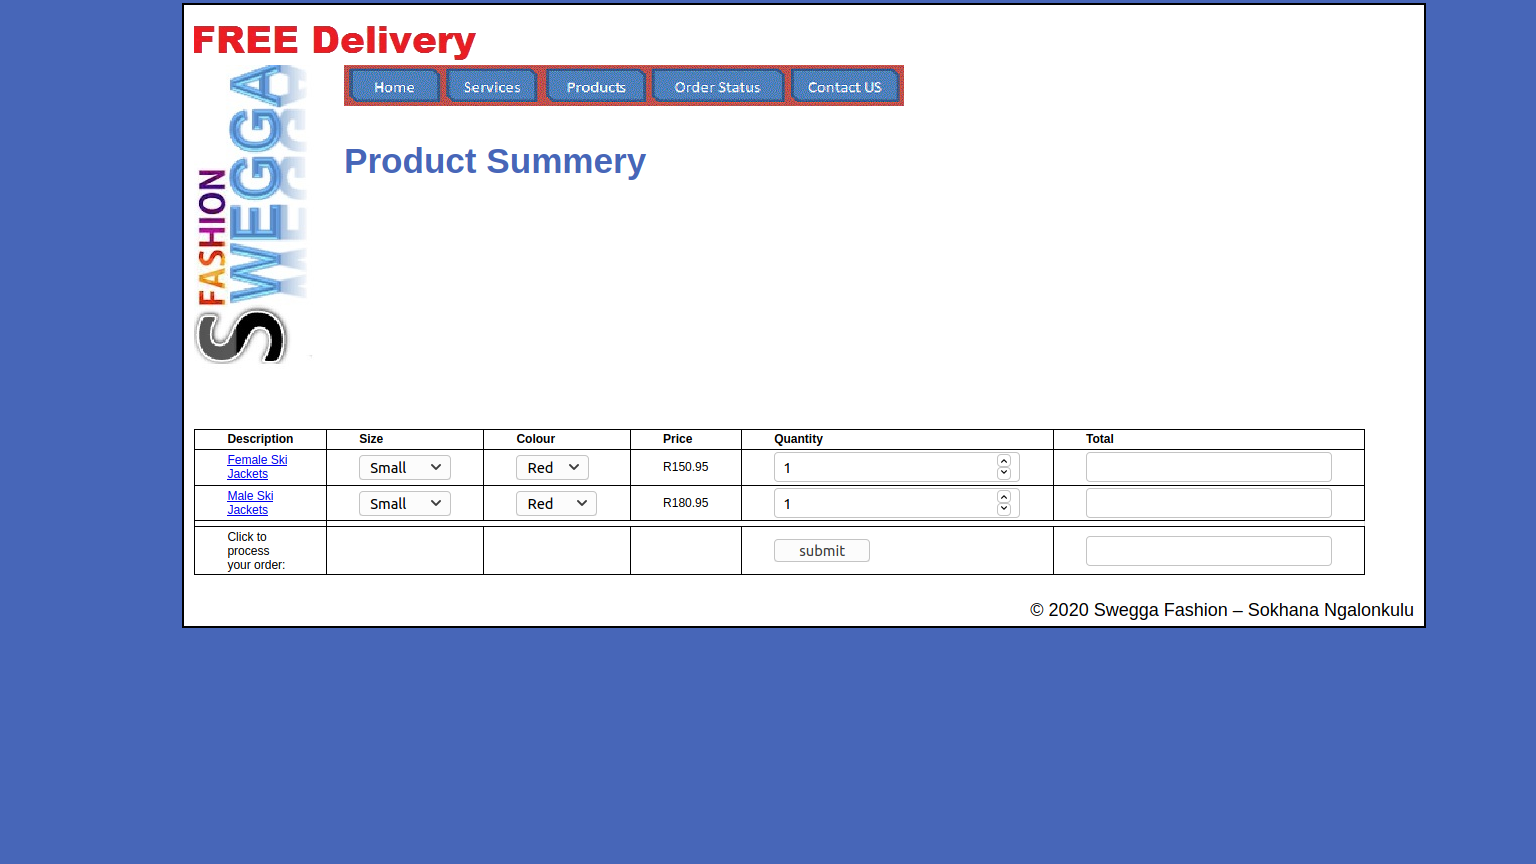 FREE Delivery
Home Services Products Order Status Contact US
SWEGGA
FASHION
Product Summery
Description Size Colour Price Quantity Total
Female Ski
Jackets
Small Red R150.95 1
Male Ski
Jackets
Small Red R180.95 1
Click to
process
your order:
submit
© 2020 Swegga Fashion – Sokhana Ngalonkulu